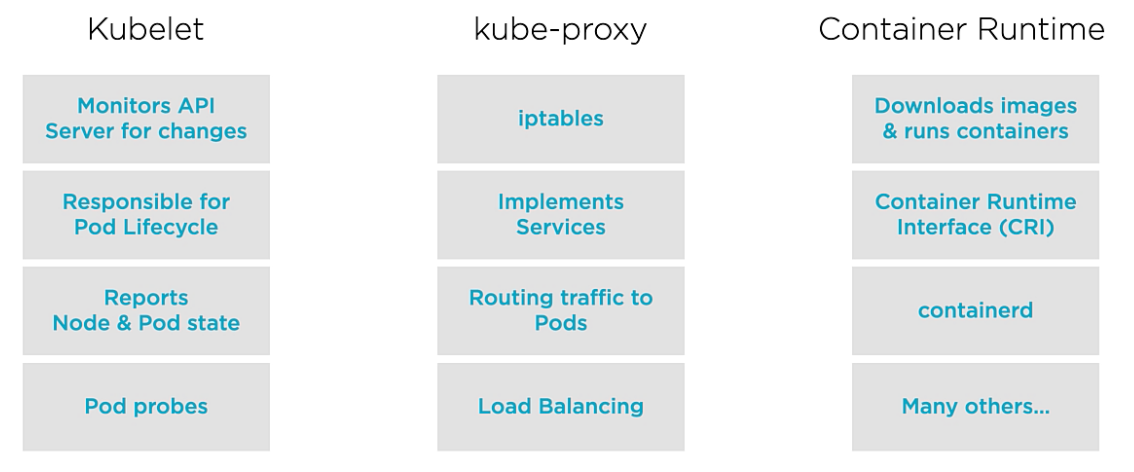 Kubelet
Monitors API
Server for changes
Responsible for
Pod Lifecycle
Reports
Node & Pod state
Pod probes
kube-proxy
iptables
Implements
Services
Routing traffic to
Pods
Load Balancing
Container Runtime
Downloads images
& runs containers
Container Runtime
Interface (CRI)
containerd
Many others...